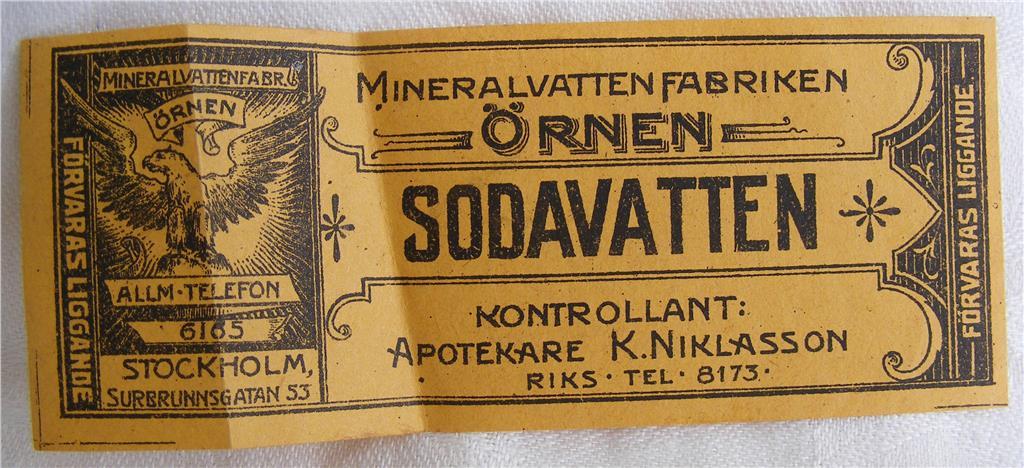 MINERALVATTENFABR.
ÖRNEN
FÖRVARAS LIGGANDE
ALLM-TELEFON
6165
STOCKHOLM,
SURBRUNNSGATAN 53
MINERALVATTENFABRIKEN
ÖRNEN
SODAVATTEN
KONTROLLANT:
APOTEKARE K.NIKLASSON
RIKS · TEL · 8173 ·
FÖRVARAS LIGGANDE